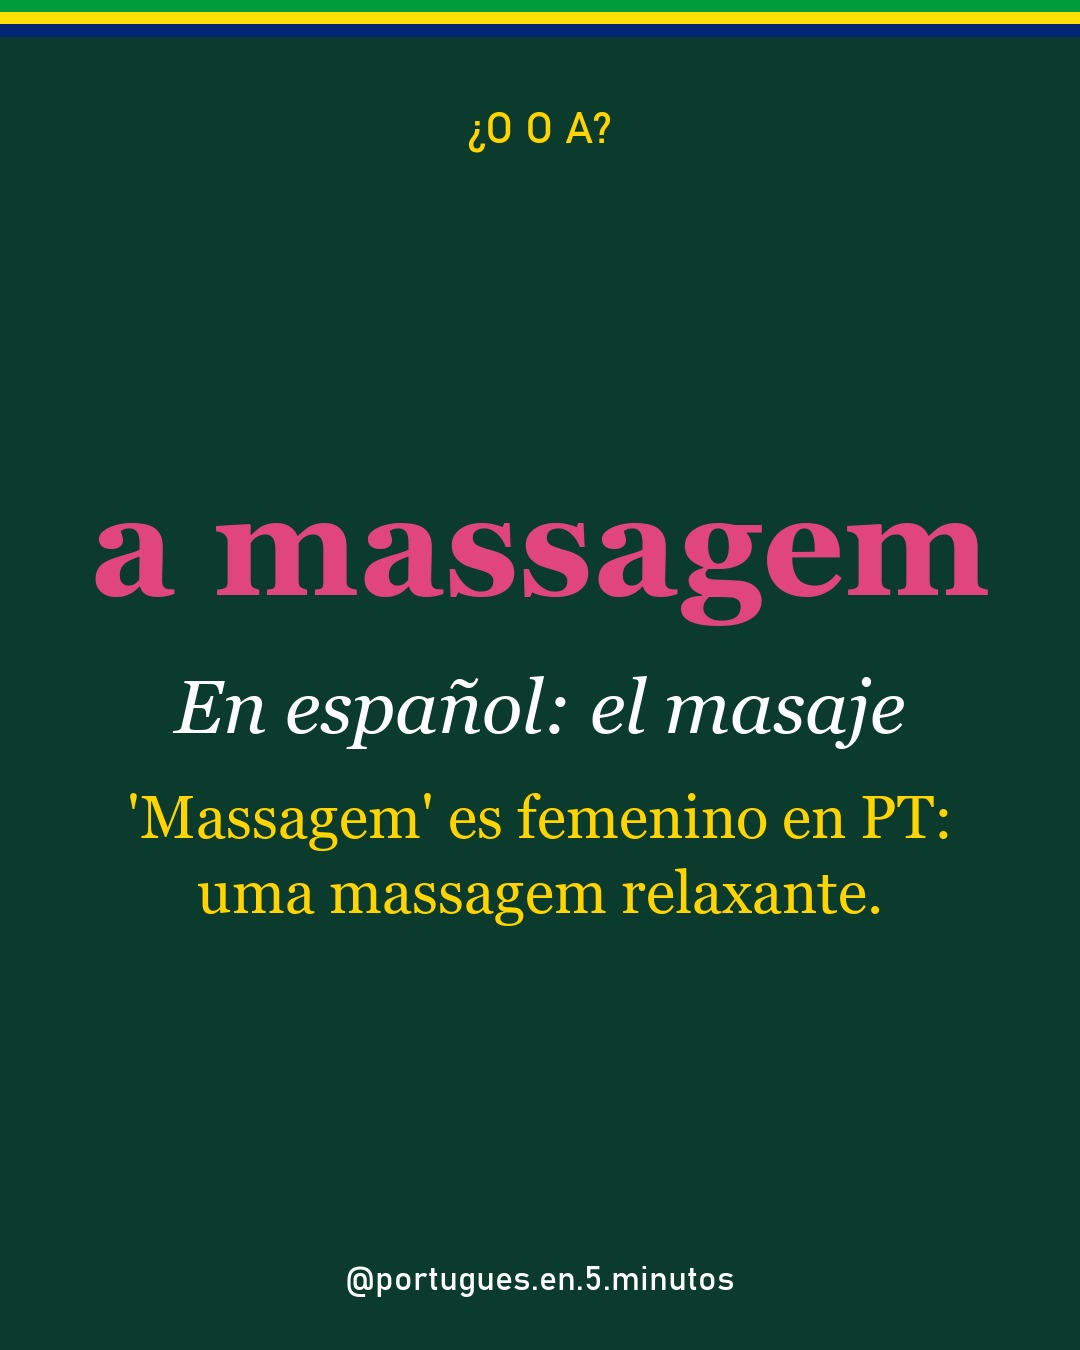 ¿O O A?
a massagem
En español: el masaje
'Massagem' es femenino en PT:
uma massagem relaxante.
@portugues.en.5.minutos